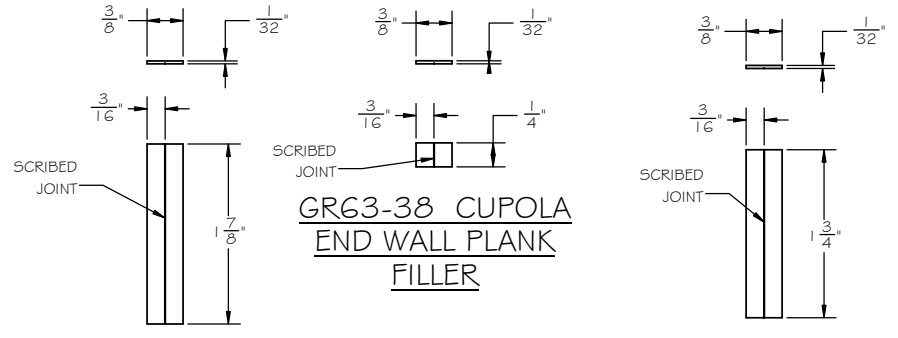 3/8" 1/32"
3/16"
SCRIBED
JOINT
1 7/8"
3/8" 1/32"
3/16" 1/4"
SCRIBED
JOINT
GR63-38 CUPOLA
END WALL PLANK
FILLER
3/8" 1/32"
3/16"
SCRIBED
JOINT
1 3/4"